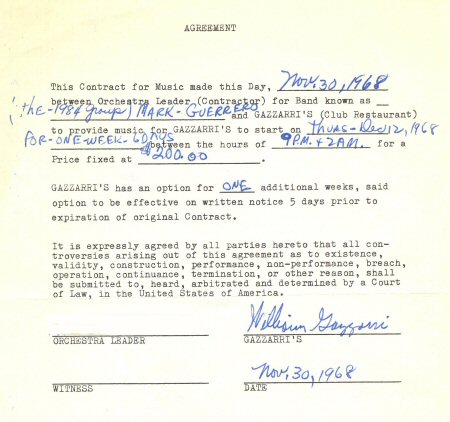 AGREEMENT
This Contract for Music made this Day, Nov. 30, 1968
between Orchestra Leader (Contractor) for Band known as
"the - 1984 group) MARK - GUERRERO and GAZZARRI'S (Club Restaurant)
to provide music for GAZZARRI'S to start on Thurs - Dec 12, 1968
FOR - ONE - WEEK - 6 DAYS between the hours of 9 P.M. + 2 AM. for a
Price fixed at $200.00.
GAZZARRI'S has an option for ONE additional weeks, said
option to be effective on written notice 5 days prior to
expiration of original Contract.
It is expressly agreed by all parties hereto that all con-
troversies arising out of this agreement as to existence,
validity, construction, performance, non-performance, breach,
operation, continuance, termination, or other reason, shall
be submitted to, heard, arbitrated and determined by a Court
of Law, in the United States of America.
William Gazzarri
ORCHESTRA LEADER GAZZARRI'S
Nov. 30, 1968
WITNESS DATE